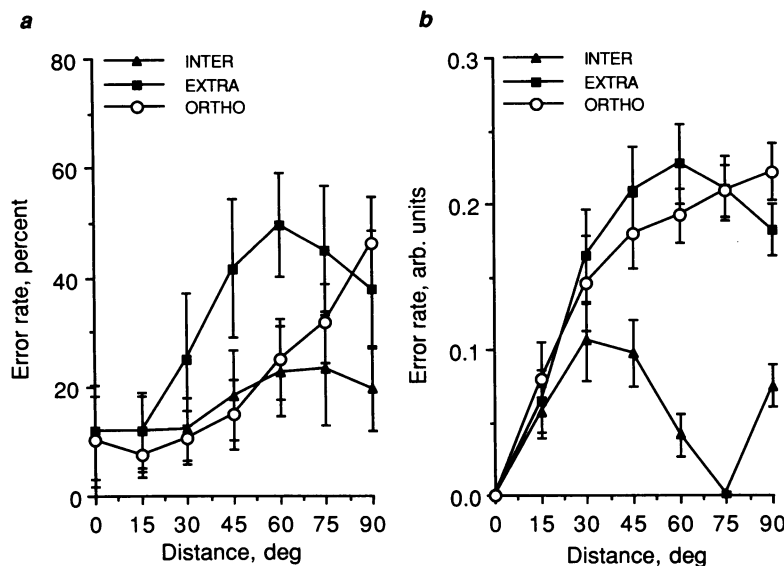 a
INTER
EXTRA
ORTHO
Error rate, percent
80
60
40
20
0
0 15 30 45 60 75 90
Distance, deg
b
INTER
EXTRA
ORTHO
Error rate, arb. units
0.3
0.2
0.1
0.0
0 15 30 45 60 75 90
Distance, deg